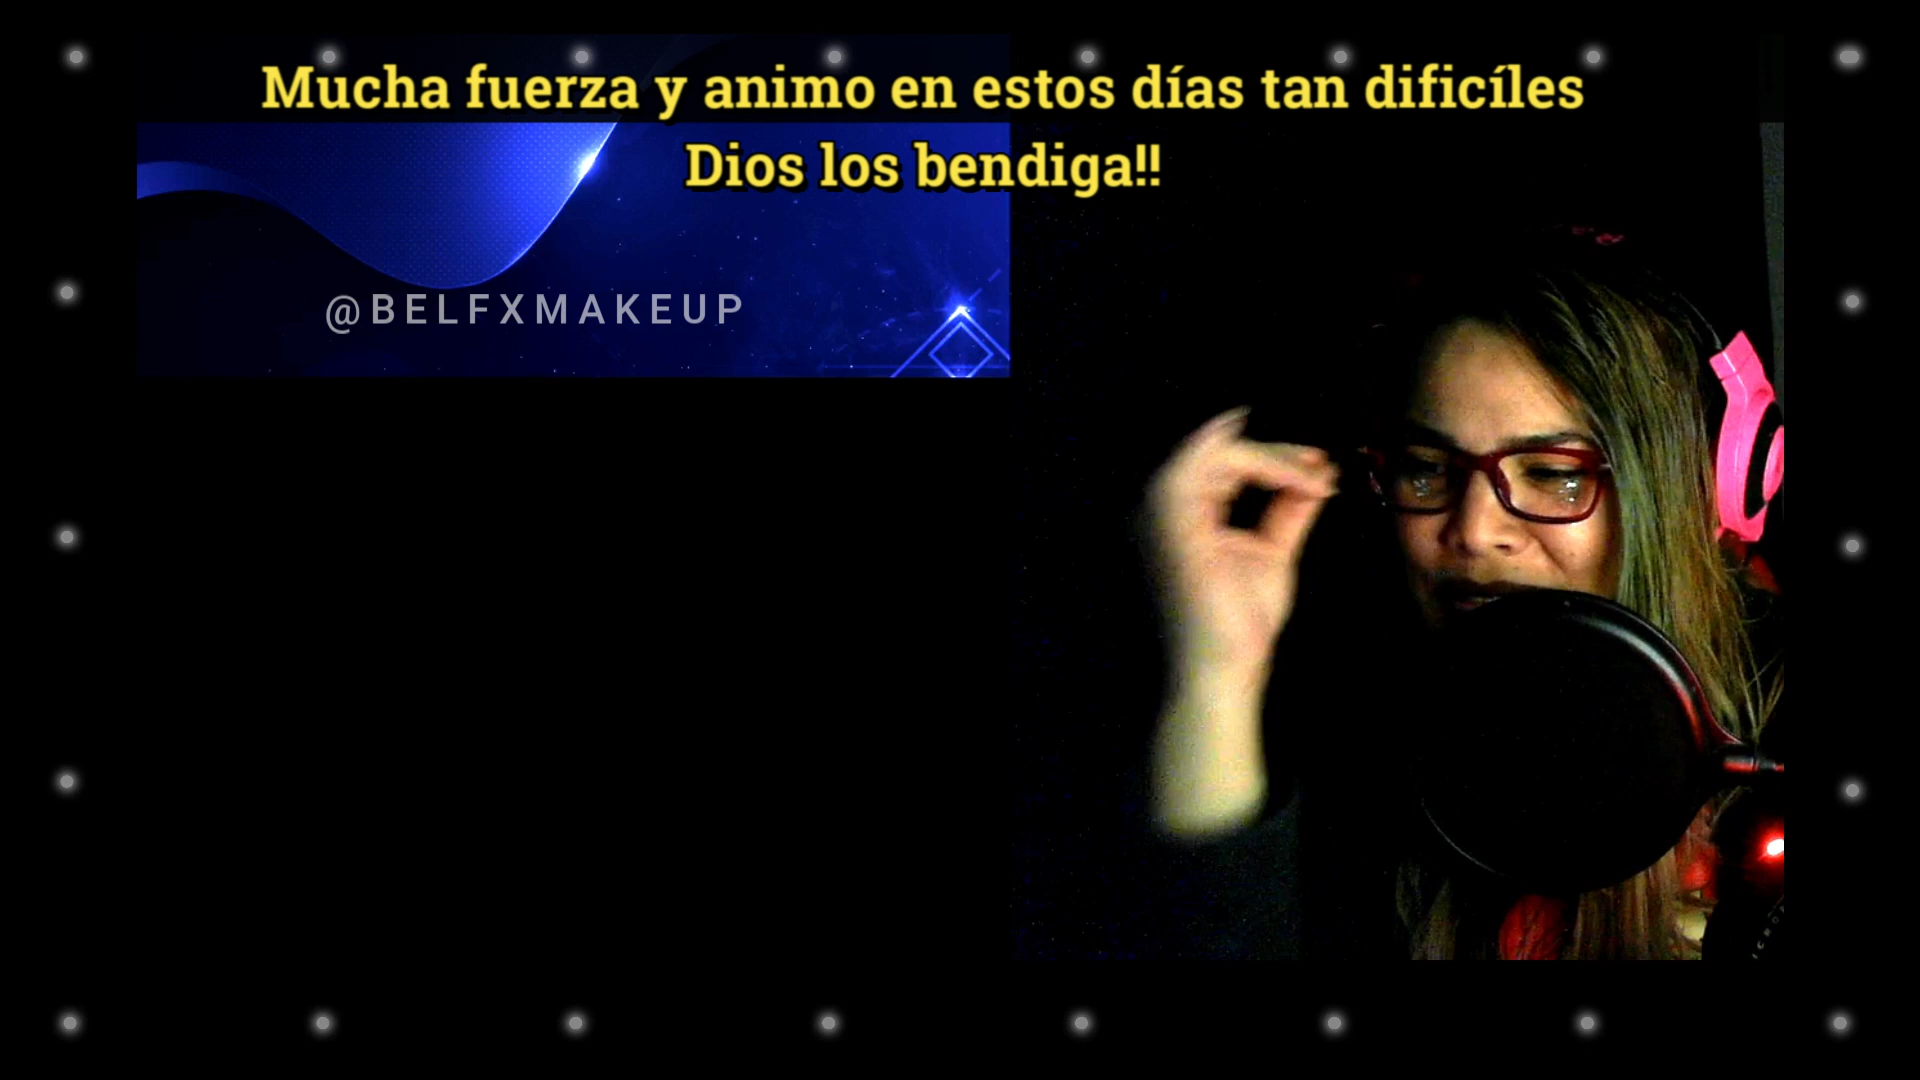 Mucha fuerza y animo en estos días tan dificíles
Dios los bendiga!!
@BELFXMAKEUP